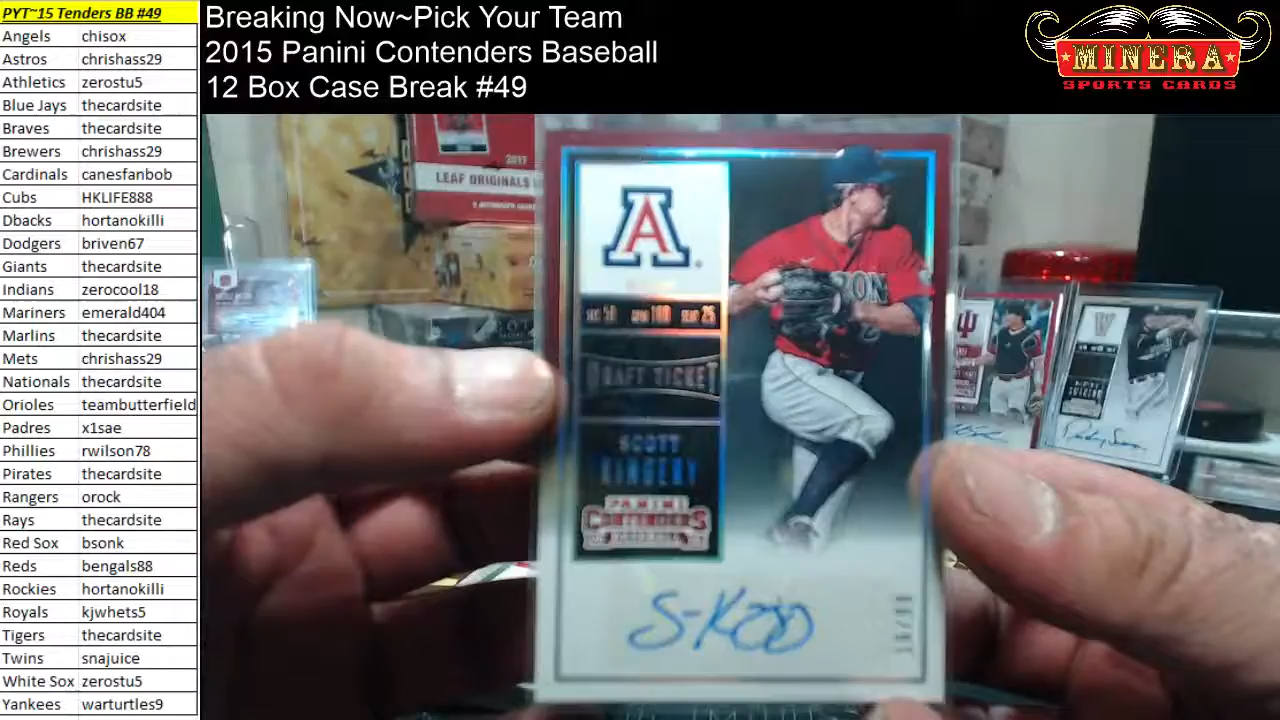 PYT~15 Tenders BB #49
Angels chisox
Astros chrishass29
Athletics zerostu5
Blue Jays thecardsite
Braves thecardsite
Brewers chrishass29
Cardinals canesfanbob
Cubs HKLIFE888
Dbacks hortanokilli
Dodgers briven67
Giants thecardsite
Indians zerocool18
Mariners emerald404
Marlins thecardsite
Mets chrishass29
Nationals thecardsite
Orioles teambutterfield
Padres x1sae
Phillies rwilson78
Pirates thecardsite
Rangers orock
Rays thecardsite
Red Sox bsonk
Reds bengals88
Rockies hortanokilli
Royals kjwhets5
Tigers thecardsite
Twins snajuice
White Sox zerostu5
Yankees warturtles9
Breaking Now~Pick Your Team
2015 Panini Contenders Baseball
12 Box Case Break #49
MINERA
SPORTS CARDS
2017
LEAF ORIGINALS
A
DRAFT TICKET
SCOTT
KINGERY
PANINI
CONTENDERS